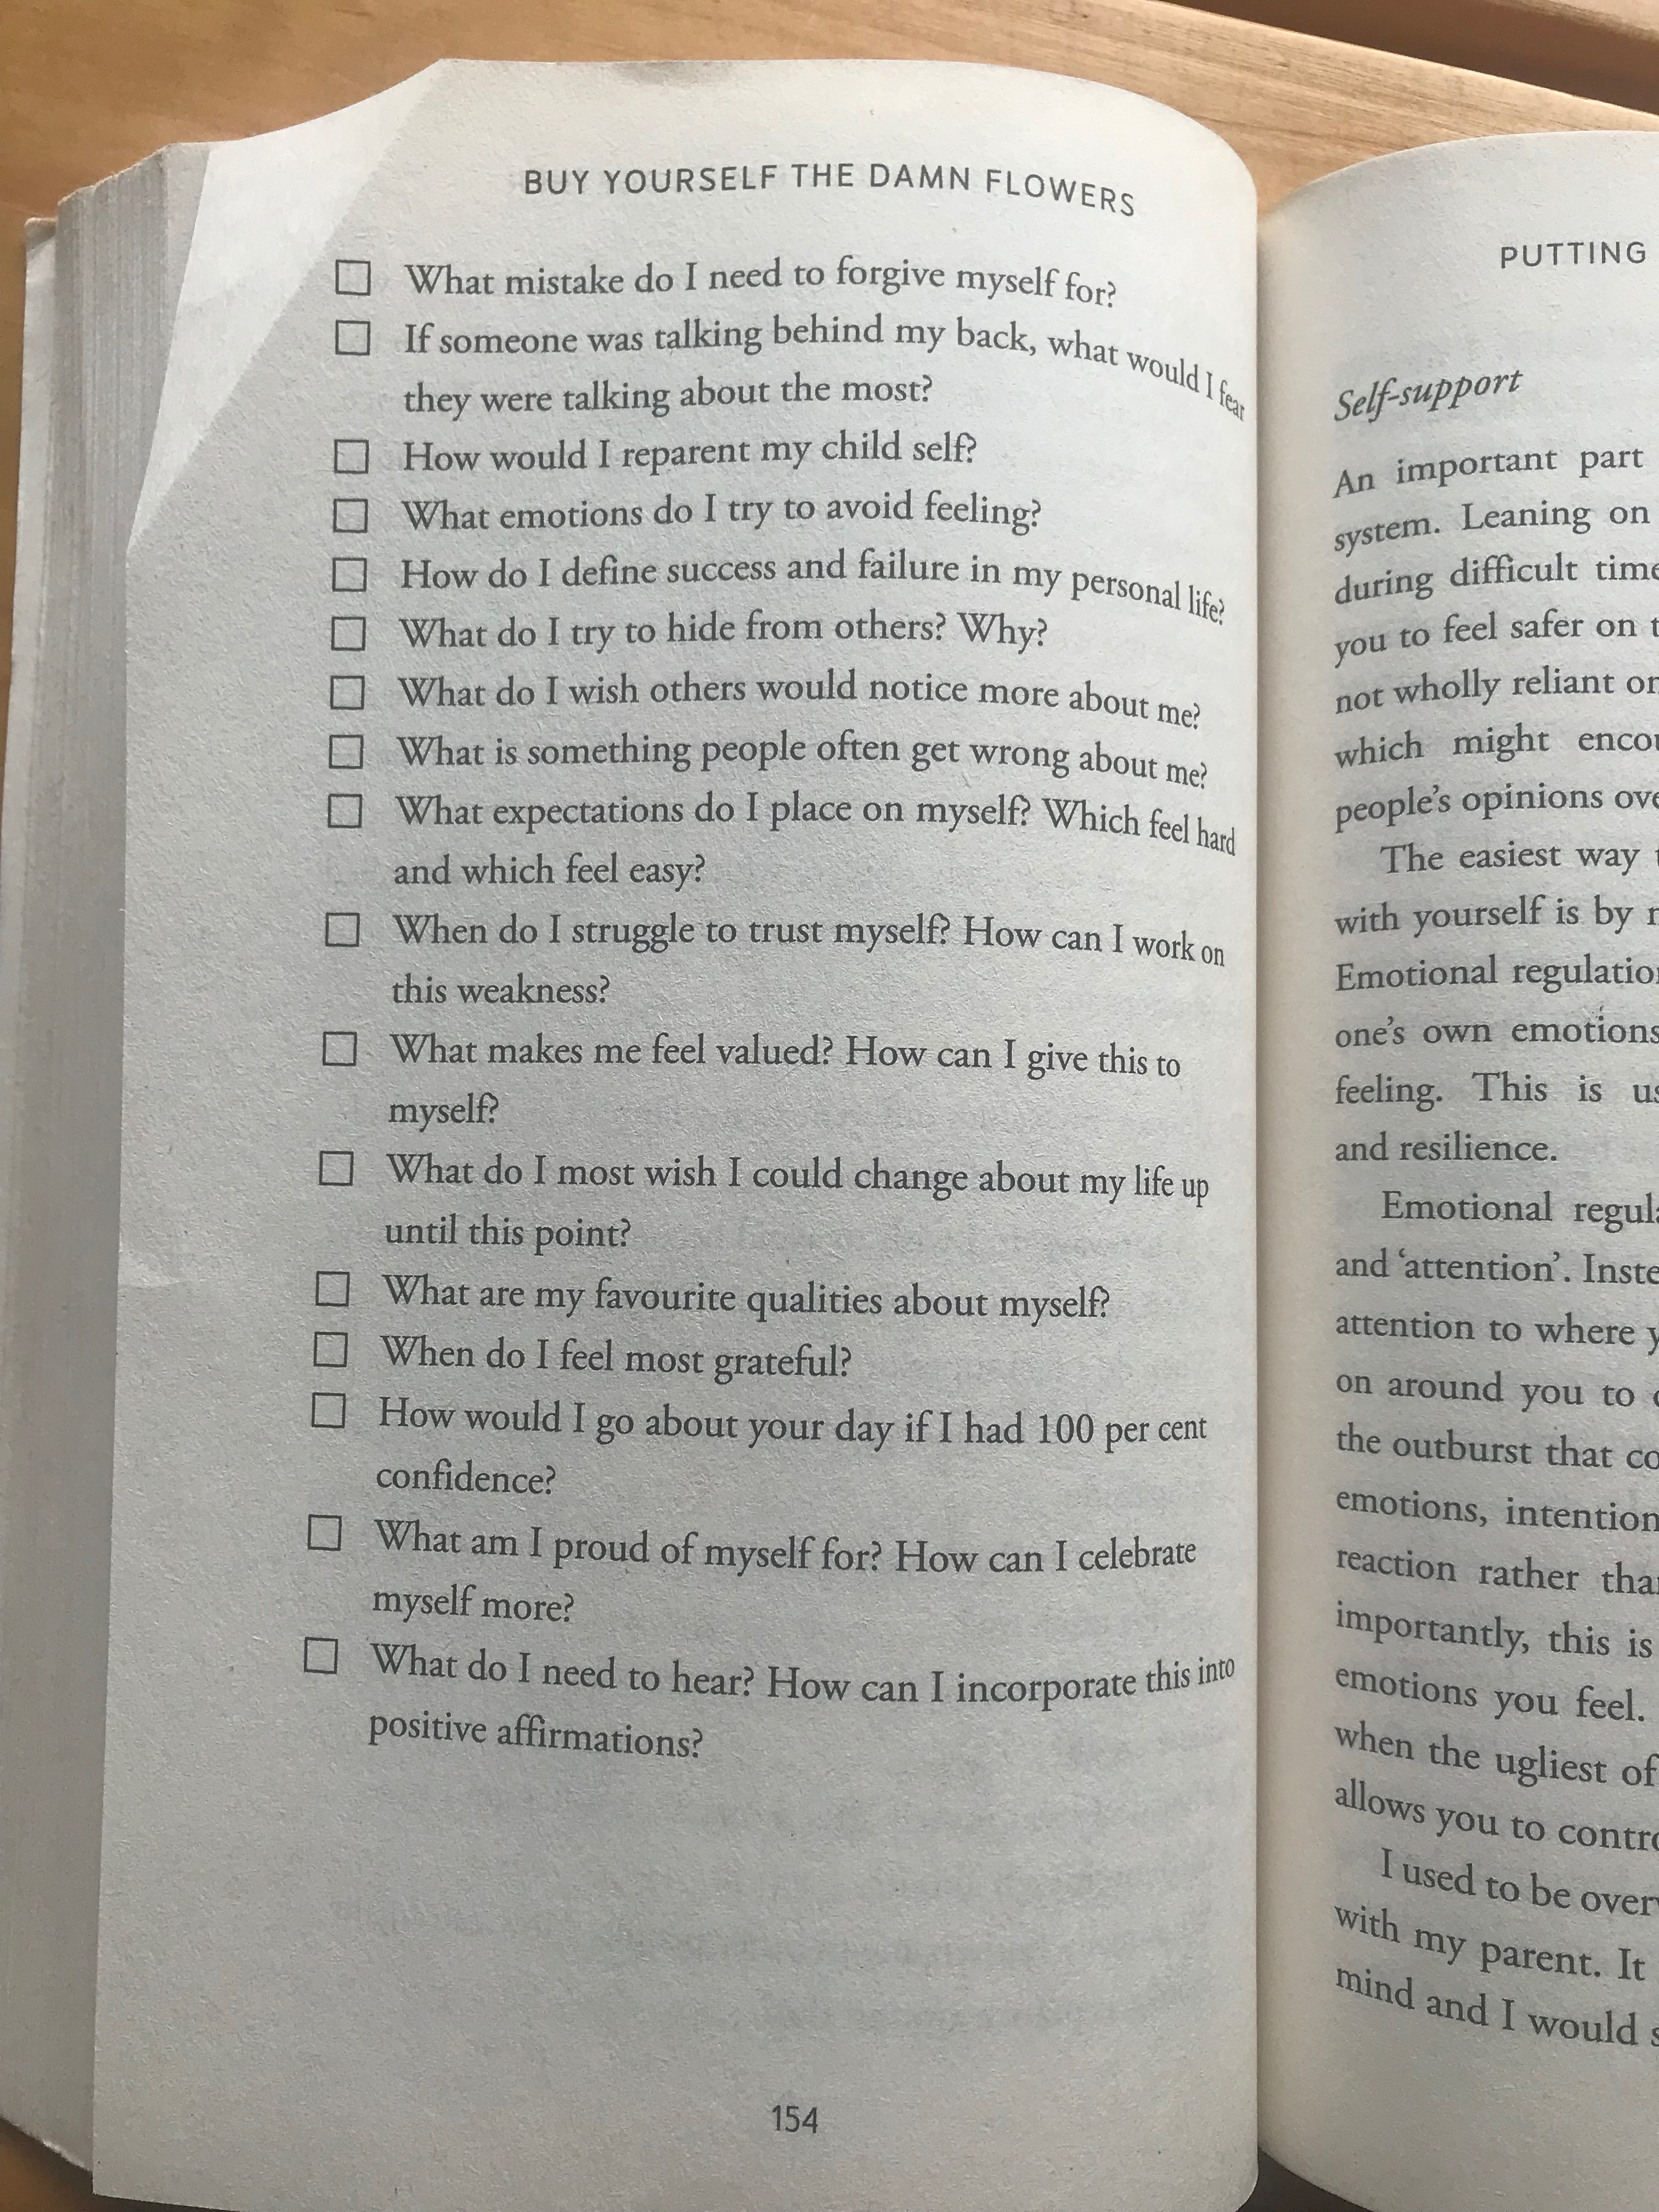 BUY YOURSELF THE DAMN FLOWERS
☐ What mistake do I need to forgive myself for?
☐ If someone was talking behind my back, what would I fear
they were talking about the most?
☐ How would I reparent my child self?
☐ What emotions do I try to avoid feeling?
☐ How do I define success and failure in my personal life?
☐ What do I try to hide from others? Why?
☐ What do I wish others would notice more about me?
☐ What is something people often get wrong about me?
☐ What expectations do I place on myself? Which feel hard
and which feel easy?
☐ When do I struggle to trust myself? How can I work on
this weakness?
☐ What makes me feel valued? How can I give this to
myself?
☐ What do I most wish I could change about my life up
until this point?
☐ What are my favourite qualities about myself?
☐ When do I feel most grateful?
☐ How would I go about your day if I had 100 per cent
confidence?
☐ What am I proud of myself for? How can I celebrate
myself more?
☐ What do I need to hear? How can I incorporate this into
positive affirmations?
154
PUTTING
Self-support
An important part
system. Leaning on
during difficult
you to feel safer on
not wholly reliant
which might
people's opinions
The easiest way
with yourself is by
Emotional
one's own emotions
feeling. This is
and resilience.
Emotional
and 'attention'.
attention to where
on around you to
the outburst that
emotions,
reaction rather
importantly, this is
emotions you feel.
when the ugliest of
allows you to
I used to be
with my parent. It
mind and I would